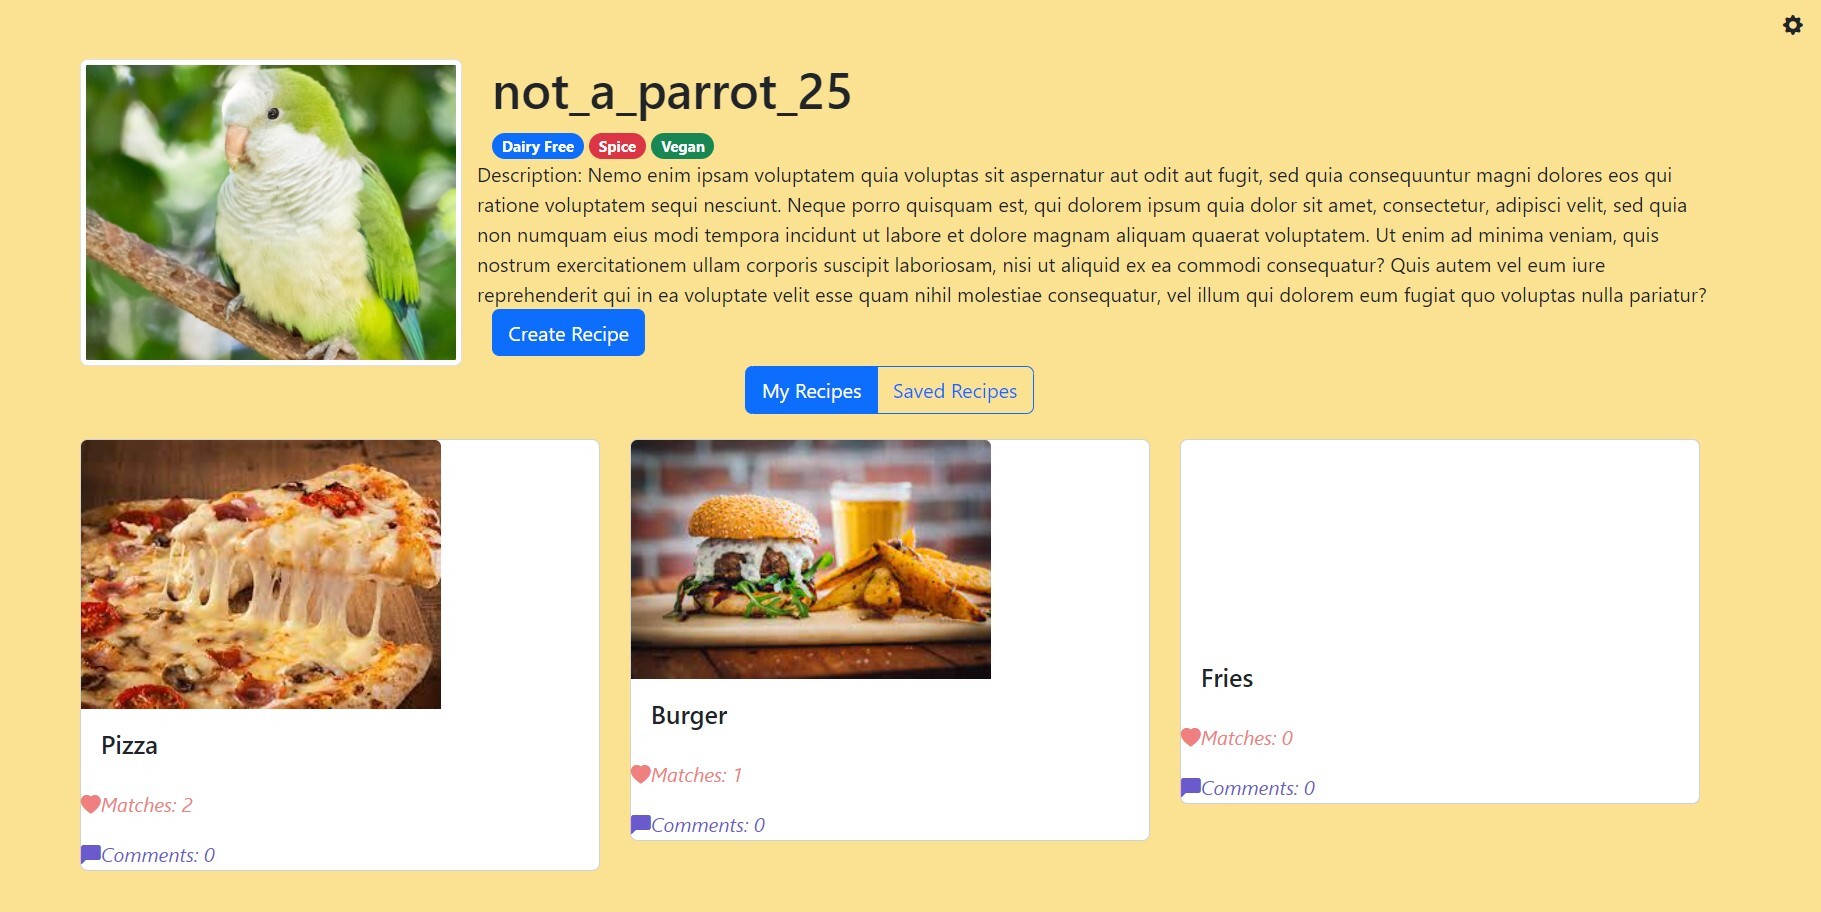 not_a_parrot_25
Dairy Free Spice Vegan
Description: Nemo enim ipsam voluptatem quia voluptas sit aspernatur aut odit aut fugit, sed quia consequuntur magni dolores eos qui
ratione voluptatem sequi nesciunt. Neque porro quisquam est, qui dolorem ipsum quia dolor sit amet, consectetur, adipisci velit, sed quia
non numquam eius modi tempora incidunt ut labore et dolore magnam aliquam quaerat voluptatem. Ut enim ad minima veniam, quis
nostrum exercitationem ullam corporis suscipit laboriosam, nisi ut aliquid ex ea commodi consequatur? Quis autem vel eum iure
reprehenderit qui in ea voluptate velit esse quam nihil molestiae consequatur, vel illum qui dolorem eum fugiat quo voluptas nulla pariatur?
Create Recipe
My Recipes Saved Recipes
Pizza
Matches: 2
Comments: 0
Burger
Matches: 1
Comments: 0
Fries
Matches: 0
Comments: 0